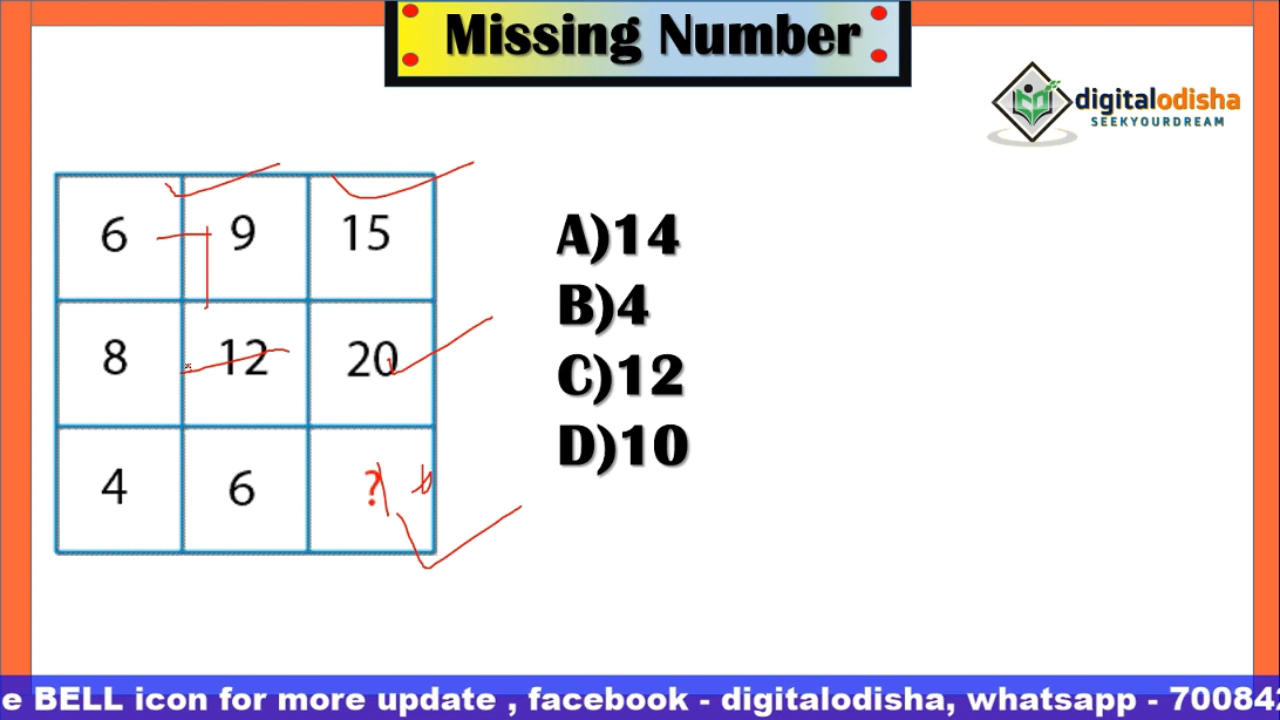 Missing Number
digitalodisha
SEEKYOURDREAM
6 9 15
8 12 20
4 6 ?
A)14
B)4
C)12
D)10
e BELL icon for more update , facebook - digitalodisha, whatsapp - 70084